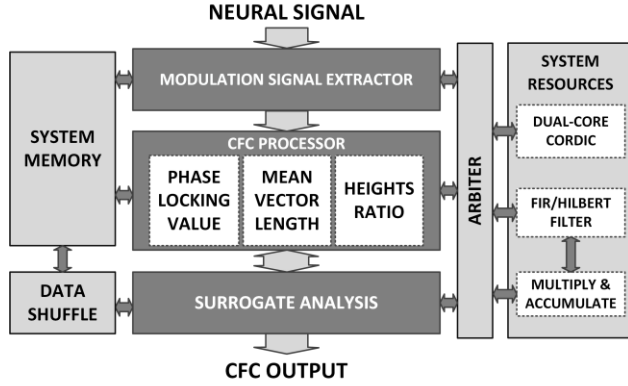 NEURAL SIGNAL
MODULATION SIGNAL EXTRACTOR
SYSTEM
MEMORY
CFC PROCESSOR
PHASE
LOCKING
VALUE
MEAN
VECTOR
LENGTH
HEIGHTS
RATIO
DATA
SHUFFLE
SURROGATE ANALYSIS
CFC OUTPUT
ARBITER
SYSTEM
RESOURCES
DUAL-CORE
CORDIC
FIR/HILBERT
FILTER
MULTIPLY &
ACCUMULATE